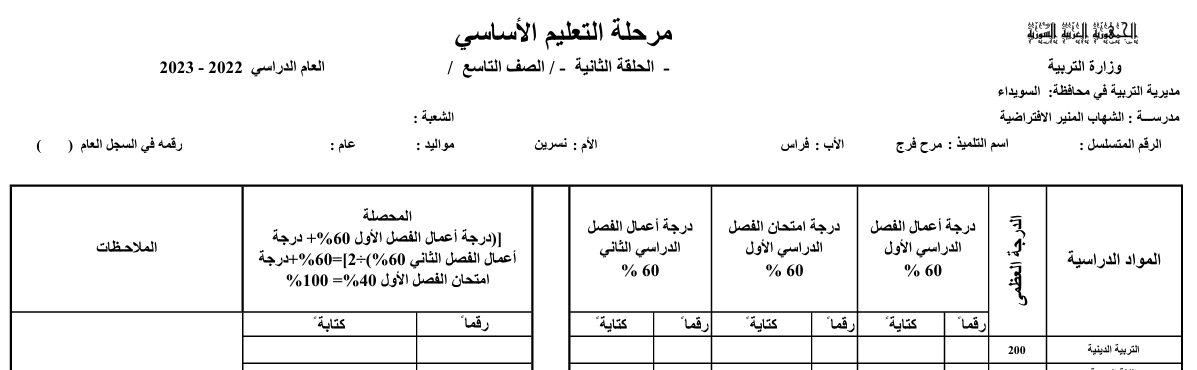 الجمهورية العربية السورية
مرحلة التعليم الأساسي
وزارة التربية
- الحلقة الثانية - / الصف التاسع /
العام الدراسي 2022 - 2023
مديرية التربية في محافظة: السويداء
مدرســة : الشهاب المنير الافتراضية
الشعبة :
الرقم المتسلسل : اسم التلميذ : مرح فرج الأب : فراس الأم : نسرين مواليد : عام : رقمه في السجل العام ( )
المواد الدراسية
الدرجة العظمى
درجة أعمال الفصل
الدراسي الأول
60 %
درجة امتحان الفصل
الدراسي الأول
60 %
درجة أعمال الفصل
الدراسي الثاني
60 %
المحصلة
[(درجة أعمال الفصل الأول 60%+ درجة
أعمال الفصل الثاني 60%)÷2]=60%+درجة
امتحان الفصل الأول 40%= 100%
الملاحـظات
رقماً كتابةً رقماً كتابةً رقماً كتابةً رقماً كتابةً
التربية الدينية 200